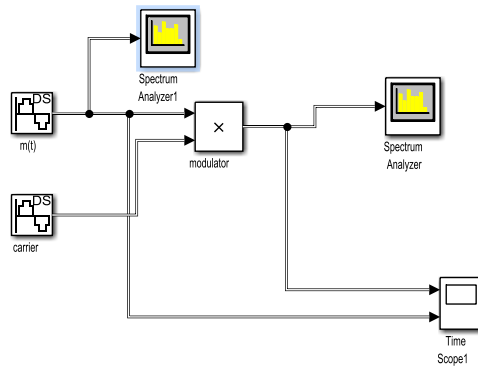 Spectrum
Analyzer1
DS
m(t)
×
modulator
Spectrum
Analyzer
DS
carrier
Time
Scope1